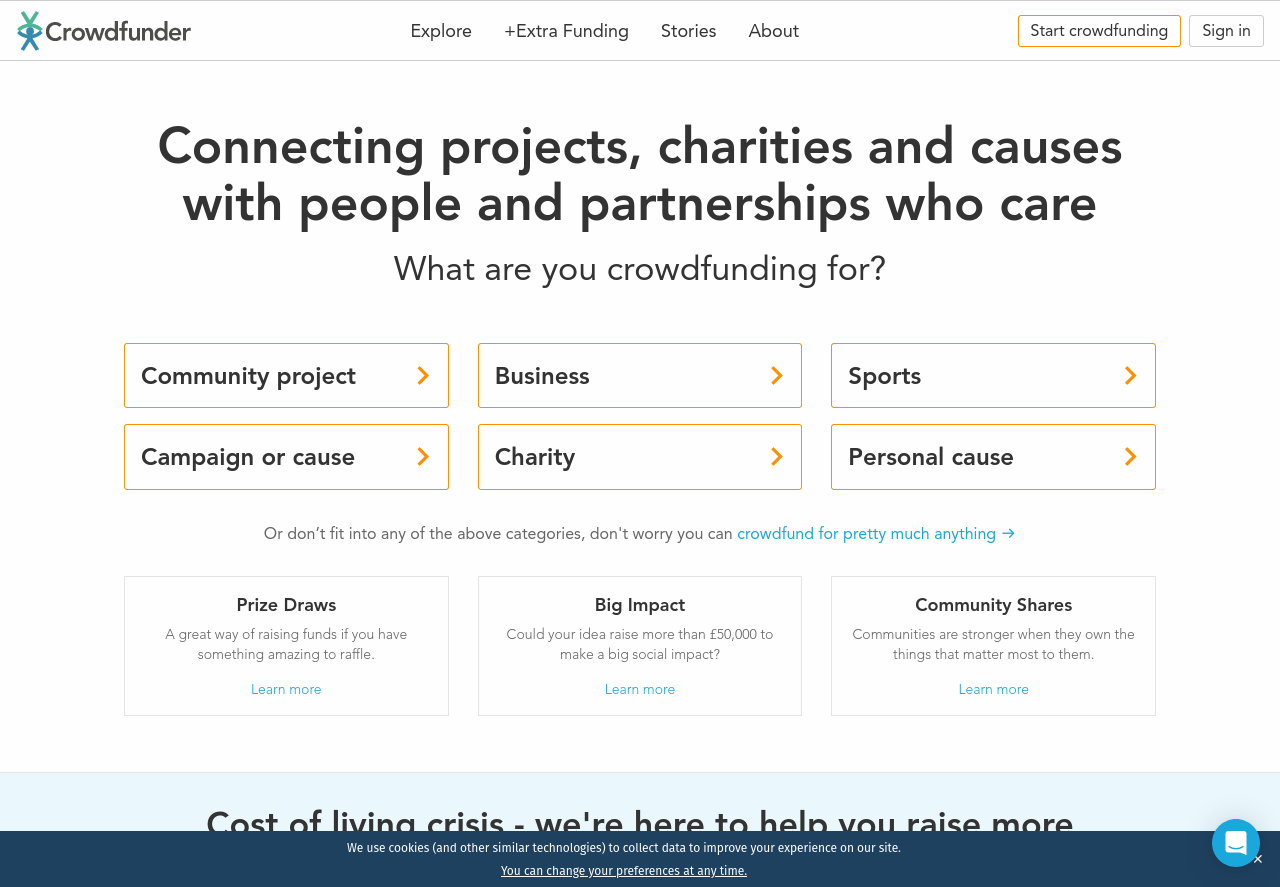 Crowdfunder
Explore
+Extra Funding
Stories
About
Start crowdfunding
Sign in
Connecting projects, charities and causes
with people and partnerships who care
What are you crowdfunding for?
Community project
Business
Sports
Campaign or cause
Charity
Personal cause
Or don’t fit into any of the above categories, don't worry you can crowdfund for pretty much anything →
Prize Draws
A great way of raising funds if you have
something amazing to raffle.
Learn more
Big Impact
Could your idea raise more than £50,000 to
make a big social impact?
Learn more
Community Shares
Communities are stronger when they own the
things that matter most to them.
Learn more
Cost of living crisis - we're here to help you raise more
We use cookies (and other similar technologies) to collect data to improve your experience on our site.
You can change your preferences at any time.
×